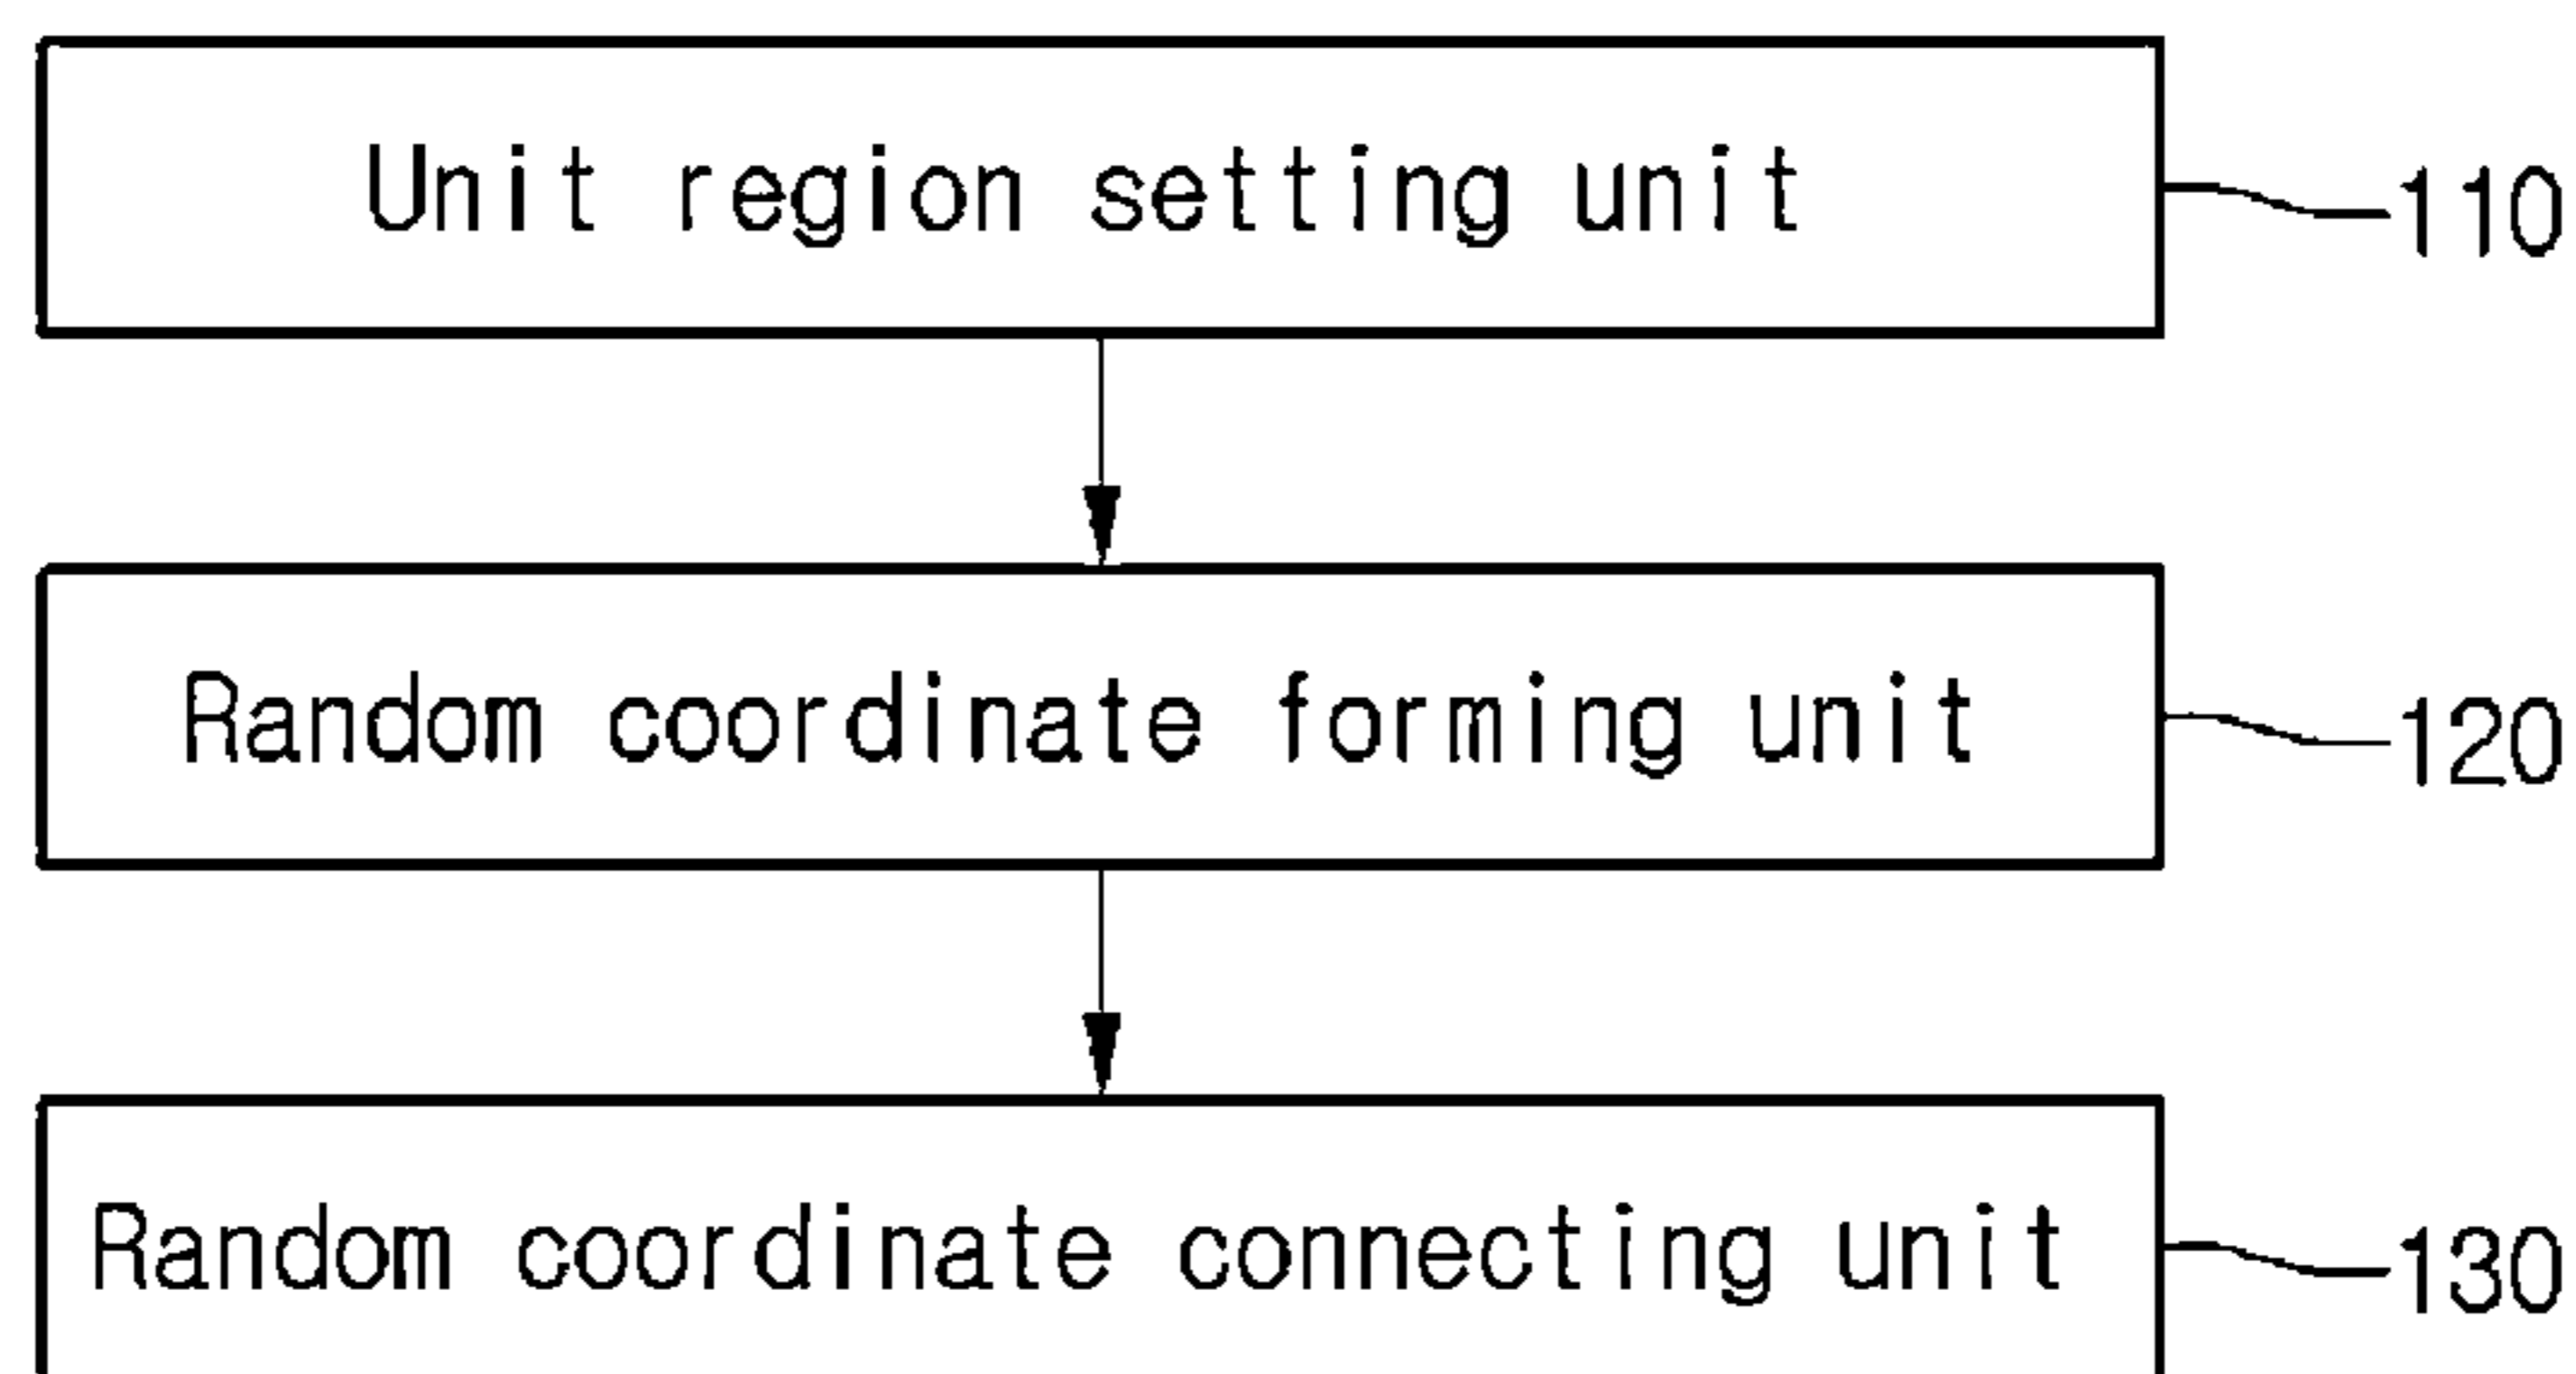 Unit region setting unit
110
Random coordinate forming unit
120
Random coordinate connecting unit
130